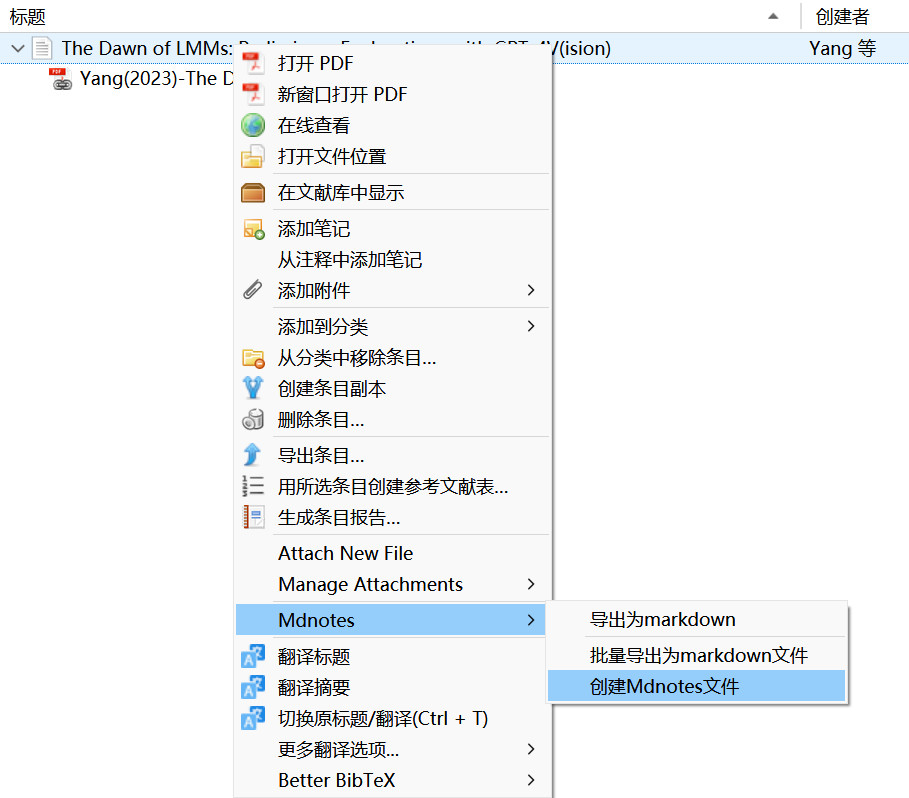 标题 创建者
The Dawn of LMMs: V(ision) Yang 等
Yang(2023)-The D
打开 PDF
新窗口打开 PDF
在线查看
打开文件位置
在文献库中显示
添加笔记
从注释中添加笔记
添加附件
添加到分类
从分类中移除条目...
创建条目副本
删除条目...
导出条目...
用所选条目创建参考文献表...
生成条目报告...
Attach New File
Manage Attachments
Mdnotes
导出为markdown
批量导出为markdown文件
创建Mdnotes文件
翻译标题
翻译摘要
切换原标题/翻译(Ctrl + T)
更多翻译选项...
Better BibTeX